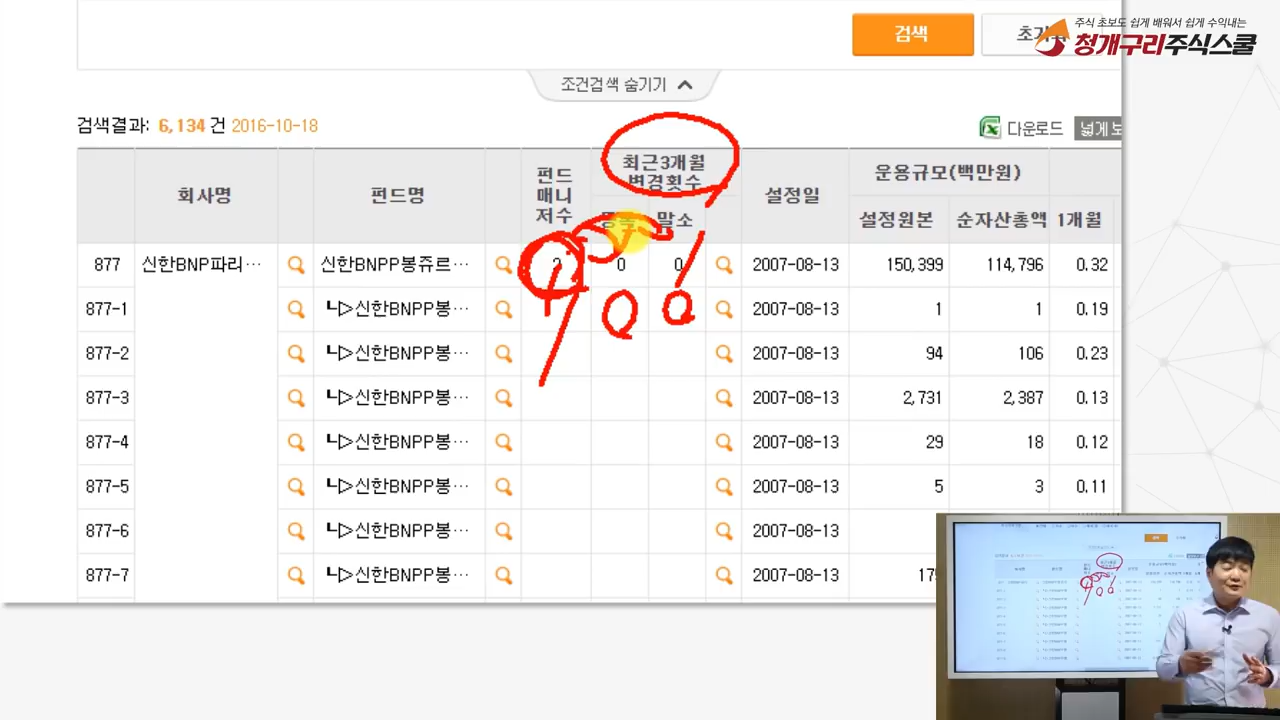 주식 초보도 쉽게 배워서 쉽게 수익내는
청개구리주식스쿨
검색
조건검색 숨기기
검색결과: 6,134 건 2016-10-18
다운로드
회사명 펀드명 펀드 매니 저수 최근3개월 변경횟수 말소 설정일 운용규모(백만원) 설정원본 순자산총액 1개월
877 신한BNP파리… 신한BNPP봉쥬르… 0 0 2007-08-13 150,399 114,796 0.32
877-1 ┗▷신한BNPP봉… 2007-08-13 1 1 0.19
877-2 ┗▷신한BNPP봉… 2007-08-13 94 106 0.23
877-3 ┗▷신한BNPP봉… 2007-08-13 2,731 2,387 0.13
877-4 ┗▷신한BNPP봉… 2007-08-13 29 18 0.12
877-5 ┗▷신한BNPP봉… 2007-08-13 5 3 0.11
877-6 ┗▷신한BNPP봉… 2007-08-13
877-7 ┗▷신한BNPP봉… 2007-08-13